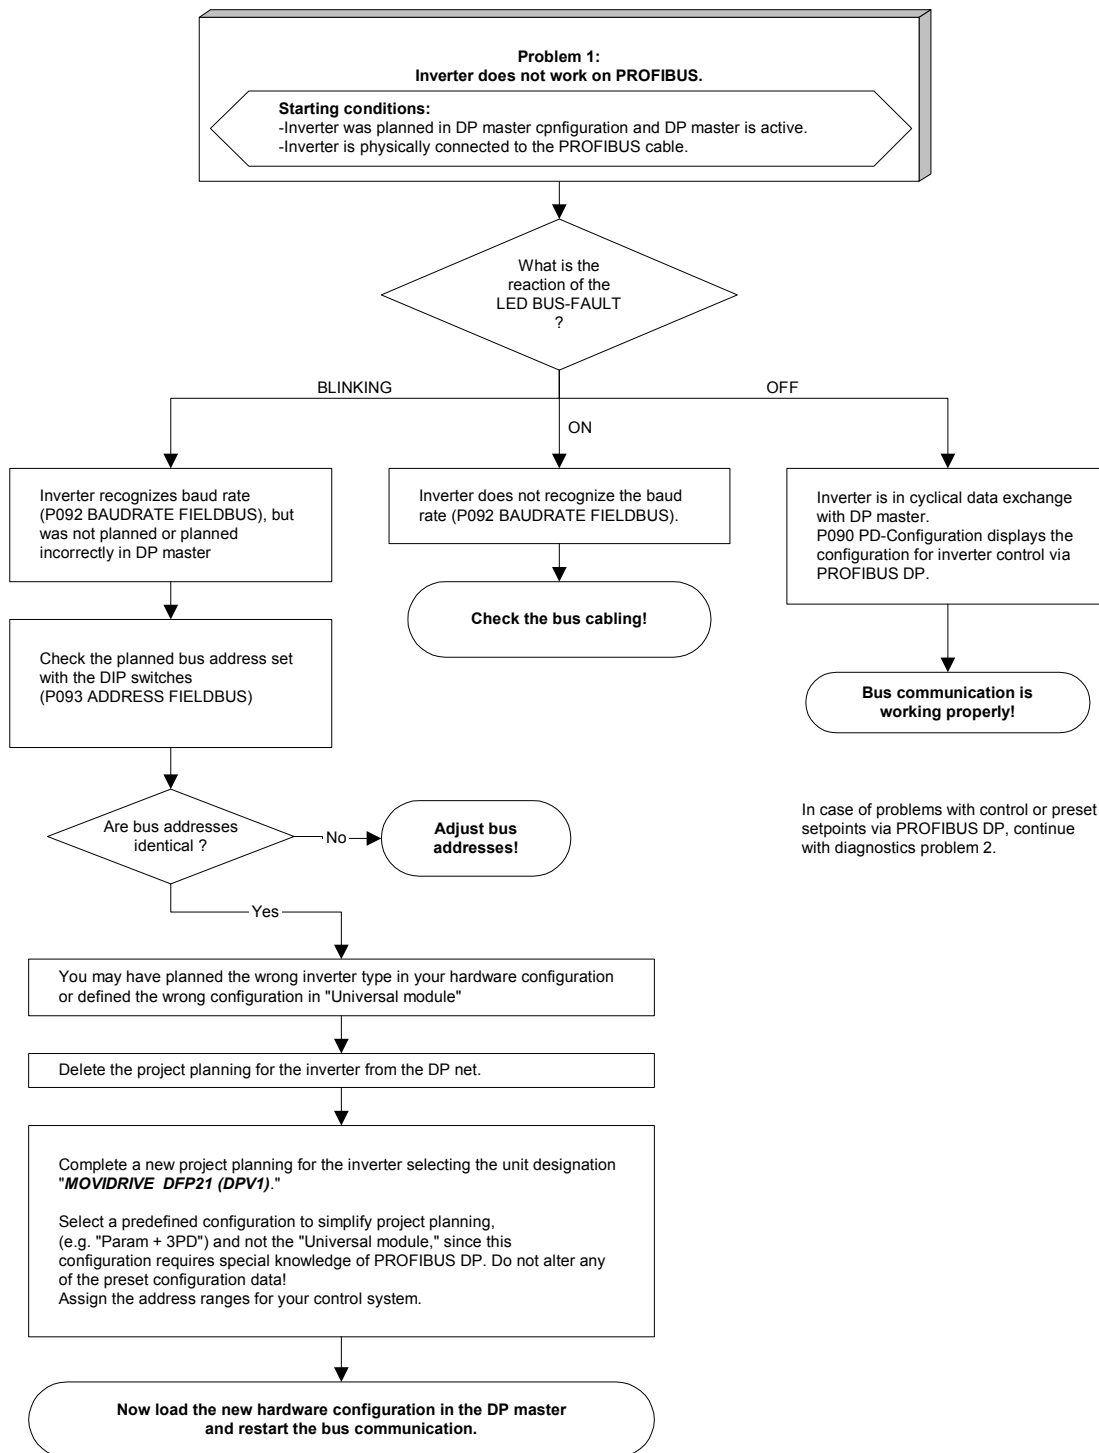 Problem 1:
Inverter does not work on PROFIBUS.
Starting conditions:
-Inverter was planned in DP master cpnfiguration and DP master is active.
-Inverter is physically connected to the PROFIBUS cable.
What is the
reaction of the
LED BUS-FAULT
?
BLINKING
ON
OFF
Inverter recognizes baud rate
(P092 BAUDRATE FIELDBUS), but
was not planned or planned
incorrectly in DP master
Inverter does not recognize the baud
rate (P092 BAUDRATE FIELDBUS).
Inverter is in cyclical data exchange
with DP master.
P090 PD-Configuration displays the
configuration for inverter control via
PROFIBUS DP.
Check the bus cabling!
Check the planned bus address set
with the DIP switches
(P093 ADDRESS FIELDBUS)
Bus communication is
working properly!
Are bus addresses
identical ?
No
Adjust bus
addresses!
In case of problems with control or preset
setpoints via PROFIBUS DP, continue
with diagnostics problem 2.
Yes
You may have planned the wrong inverter type in your hardware configuration
or defined the wrong configuration in "Universal module"
Delete the project planning for the inverter from the DP net.
Complete a new project planning for the inverter selecting the unit designation
"MOVIDRIVE DFP21 (DPV1)."
Select a predefined configuration to simplify project planning,
(e.g. "Param + 3PD") and not the "Universal module," since this
configuration requires special knowledge of PROFIBUS DP. Do not alter any
of the preset configuration data!
Assign the address ranges for your control system.
Now load the new hardware configuration in the DP master
and restart the bus communication.